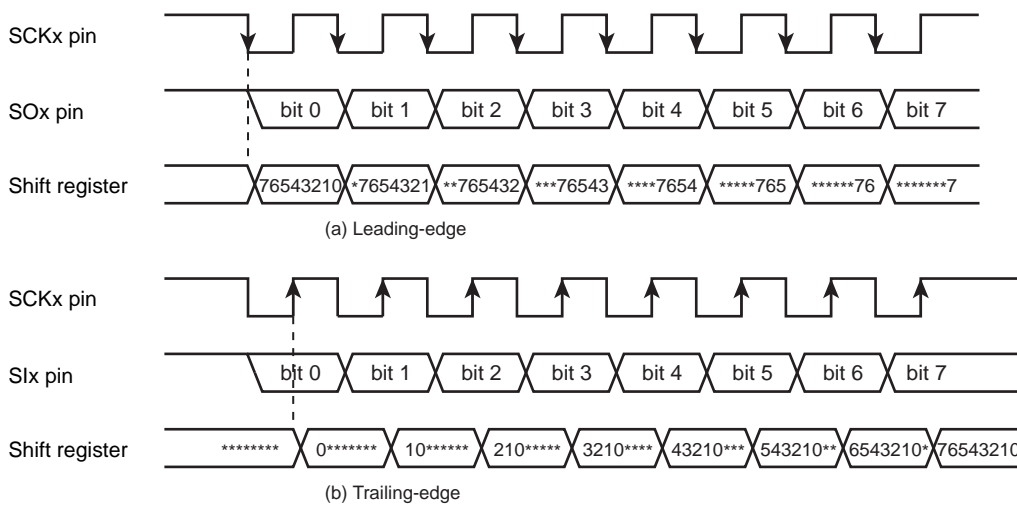 SCKx pin
SOx pin bit 0 bit 1 bit 2 bit 3 bit 4 bit 5 bit 6 bit 7
Shift register 76543210 *7654321 **765432 ***76543 ****7654 *****765 ******76 *******7
(a) Leading-edge
SCKx pin
SIx pin bit 0 bit 1 bit 2 bit 3 bit 4 bit 5 bit 6 bit 7
Shift register ******** 0******* 10****** 210***** 3210**** 43210*** 543210** 6543210* 76543210
(b) Trailing-edge